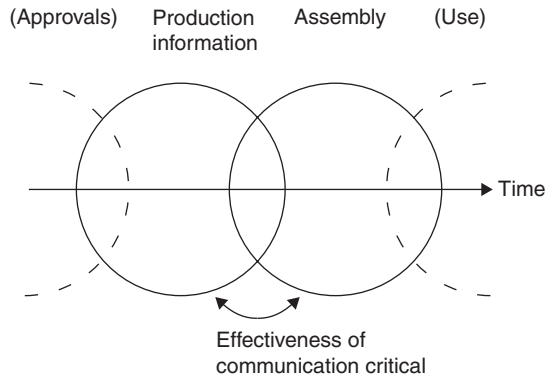 (Approvals)
Production
information
Assembly
(Use)
Time
Effectiveness of
communication critical